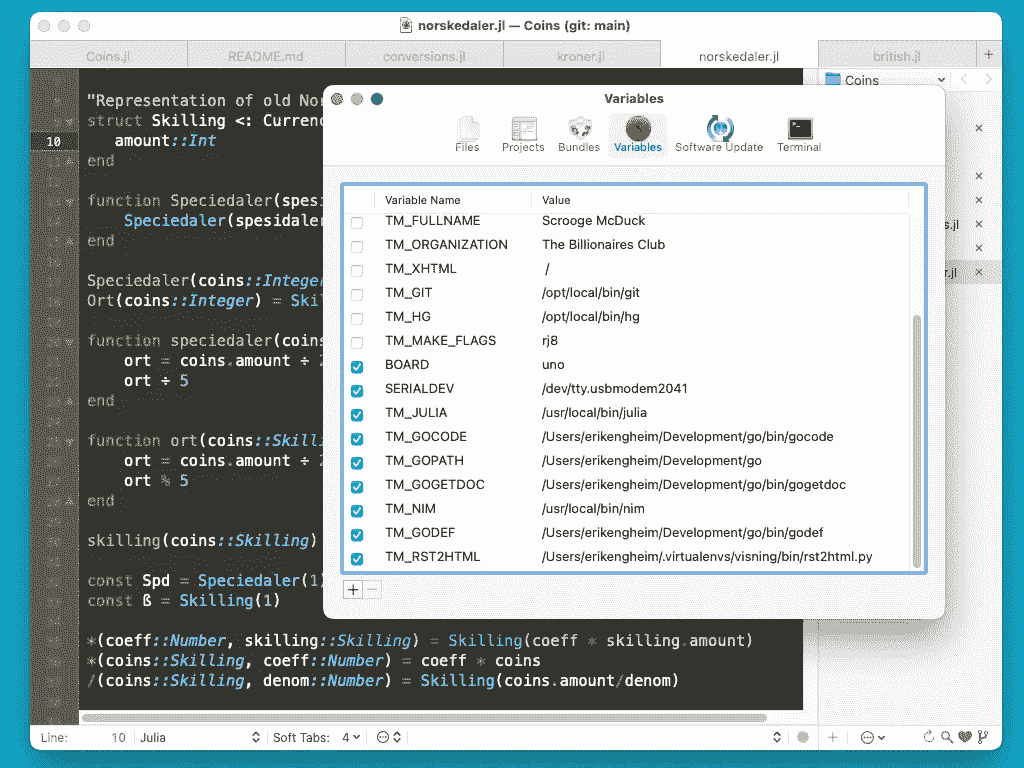 norskedaler.jl — Coins (git: main)
Coins.jl
README.md
conversions.jl
kroner.jl
norskedaler.jl
british.jl
+
Coins
"Representation of old Nor
struct Skilling <: Currenc
10
amount::Int
end
function Speciedaler(spesi
Speciedaler(spesidaler
end
Speciedaler(coins::Integer
Ort(coins::Integer) = Skil
function speciedaler(coins
ort = coins.amount ÷ 2
ort ÷ 5
end
function ort(coins::Skilli
ort = coins.amount ÷ 2
ort % 5
end
skilling(coins::Skilling)
const Spd = Speciedaler(1)
const ß = Skilling(1)
*(coeff::Number, skilling::Skilling) = Skilling(coeff * skilling.amount)
*(coins::Skilling, coeff::Number) = coeff * coins
/(coins::Skilling, denom::Number) = Skilling(coins.amount/denom)
Variables
Files
Projects
Bundles
Variables
Software Update
Terminal
Variable Name Value
TM_FULLNAME Scrooge McDuck
TM_ORGANIZATION The Billionaires Club
TM_XHTML /
TM_GIT /opt/local/bin/git
TM_HG /opt/local/bin/hg
TM_MAKE_FLAGS rj8
BOARD uno
SERIALDEV /dev/tty.usbmodem2041
TM_JULIA /usr/local/bin/julia
TM_GOCODE /Users/erikengheim/Development/go/bin/gocode
TM_GOPATH /Users/erikengheim/Development/go
TM_GOGETDOC /Users/erikengheim/Development/go/bin/gogetdoc
TM_NIM /usr/local/bin/nim
TM_GODEF /Users/erikengheim/Development/go/bin/godef
TM_RST2HTML /Users/erikengheim/.virtualenvs/visning/bin/rst2html.py
+ −
s.jl
r.jl
Line: 10 Julia Soft Tabs: 4
+